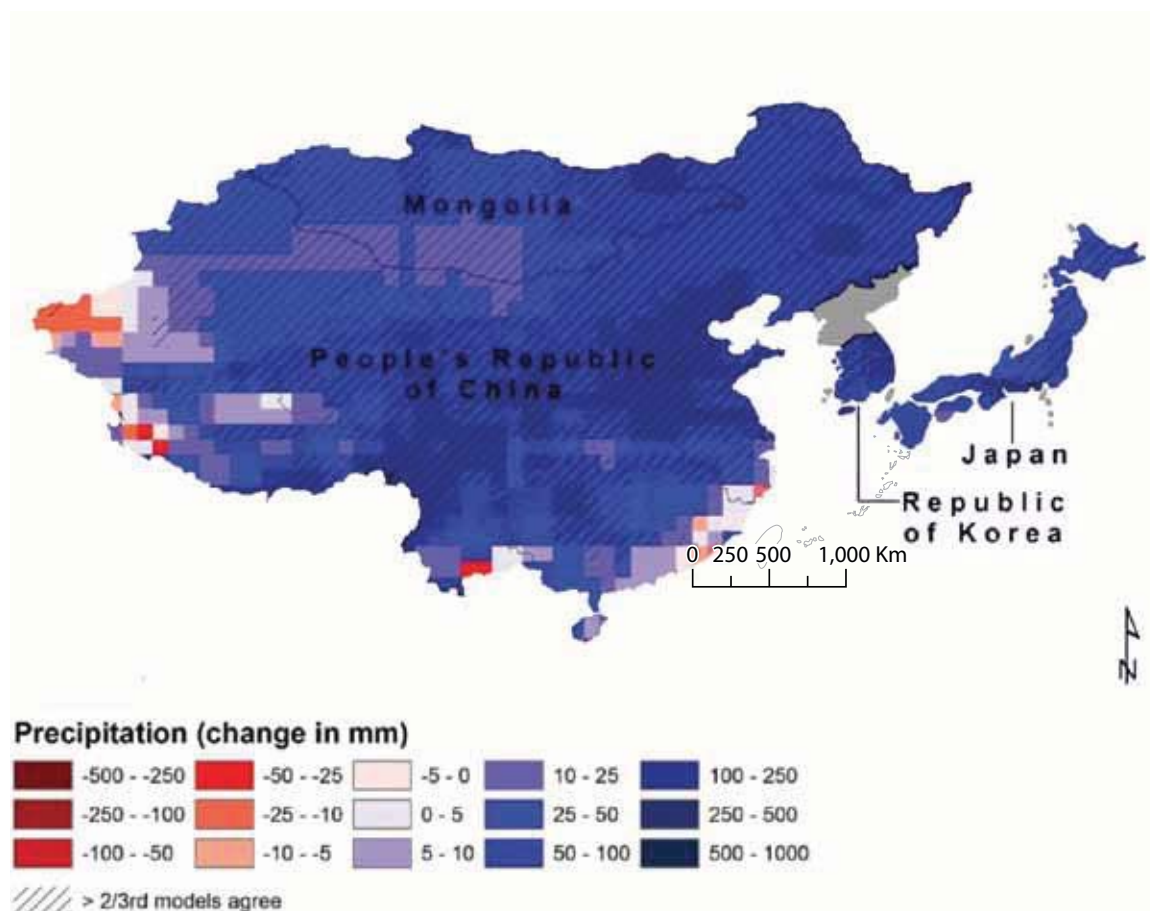 Mongolia
People's Republic
of China
Japan
Republic
of Korea
0 250 500 1,000 Km
N
Precipitation (change in mm)
-500 - -250 -50 - -25 -5 - 0 10 - 25 100 - 250
-250 - -100 -25 - -10 0 - 5 25 - 50 250 - 500
-100 - -50 -10 - -5 5 - 10 50 - 100 500 - 1000
> 2/3rd models agree